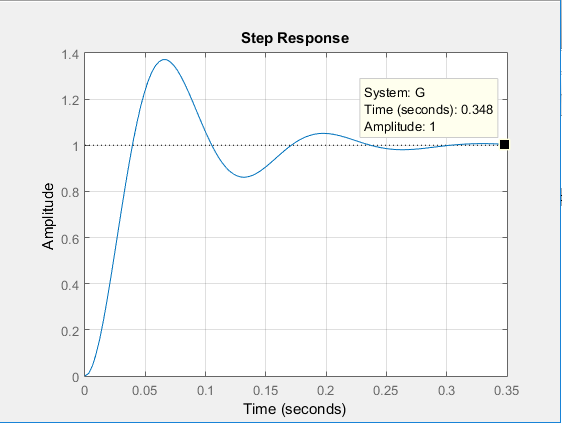 Step Response
1.4
1.2
1
0.8
0.6
0.4
0.2
0
Amplitude
System: G
Time (seconds): 0.348
Amplitude: 1
0 0.05 0.1 0.15 0.2 0.25 0.3 0.35
Time (seconds)